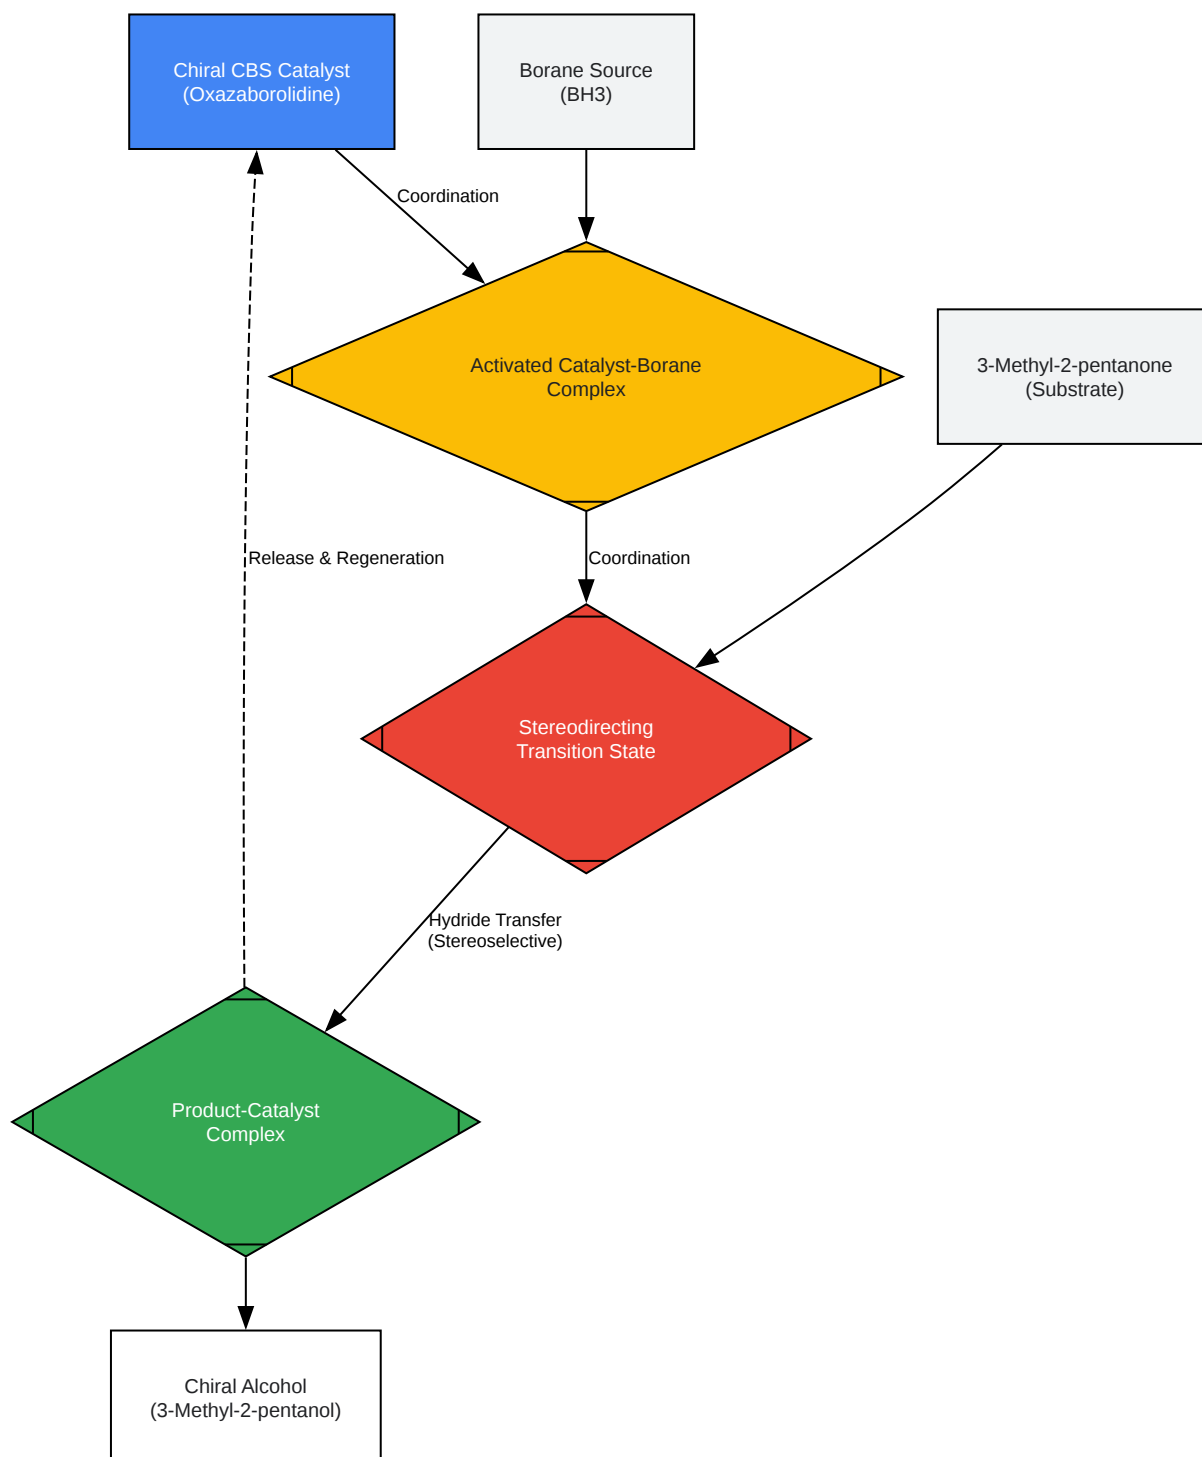 Chiral CBS Catalyst
(Oxazaborolidine)
Borane Source
(BH3)
Coordination
Activated Catalyst-Borane
Complex
3-Methyl-2-pentanone
(Substrate)
Release & Regeneration
Coordination
Stereodirecting
Transition State
Hydride Transfer
(Stereoselective)
Product-Catalyst
Complex
Chiral Alcohol
(3-Methyl-2-pentanol)